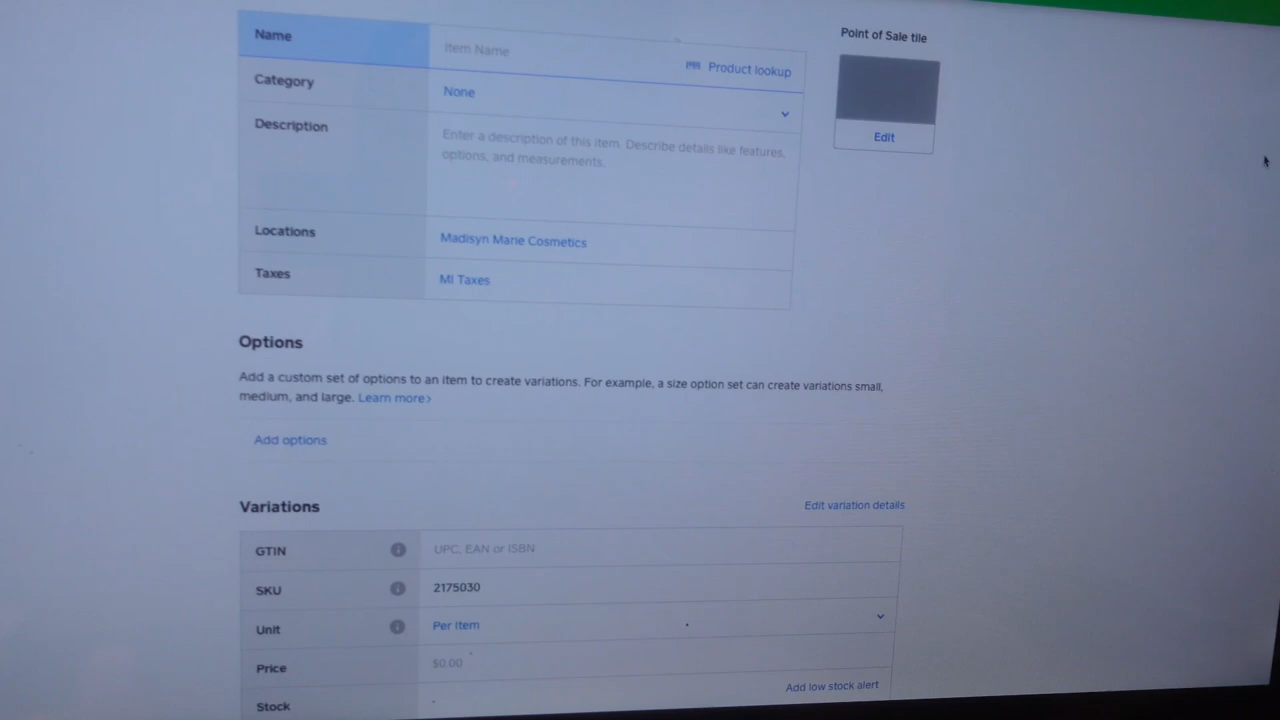 Name
Item Name
Product lookup
Category
None
Description
Enter a description of this item. Describe details like features,
options, and measurements.
Locations
Madisyn Marie Cosmetics
Taxes
MI Taxes
Point of Sale tile
Edit
Options
Add a custom set of options to an item to create variations. For example, a size option set can create variations small,
medium, and large. Learn more>
Add options
Variations
Edit variation details
GTIN
UPC, EAN or ISBN
SKU
2175030
Unit
Per Item
Price
$0.00
Stock
Add low stock alert